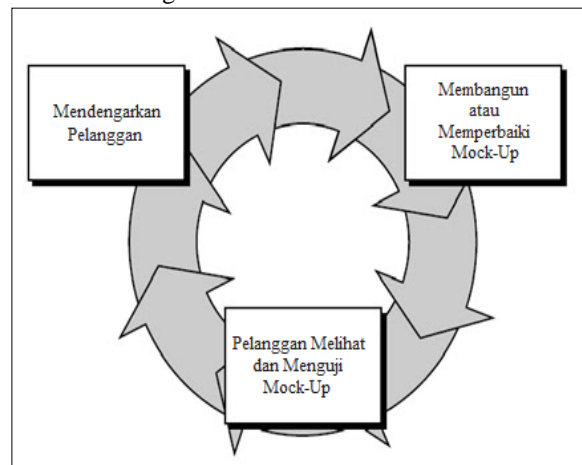 Mendengarkan
Pelanggan
Membangun
atau
Memperbaiki
Mock-Up
Pelanggan Melihat
dan Menguji
Mock-Up